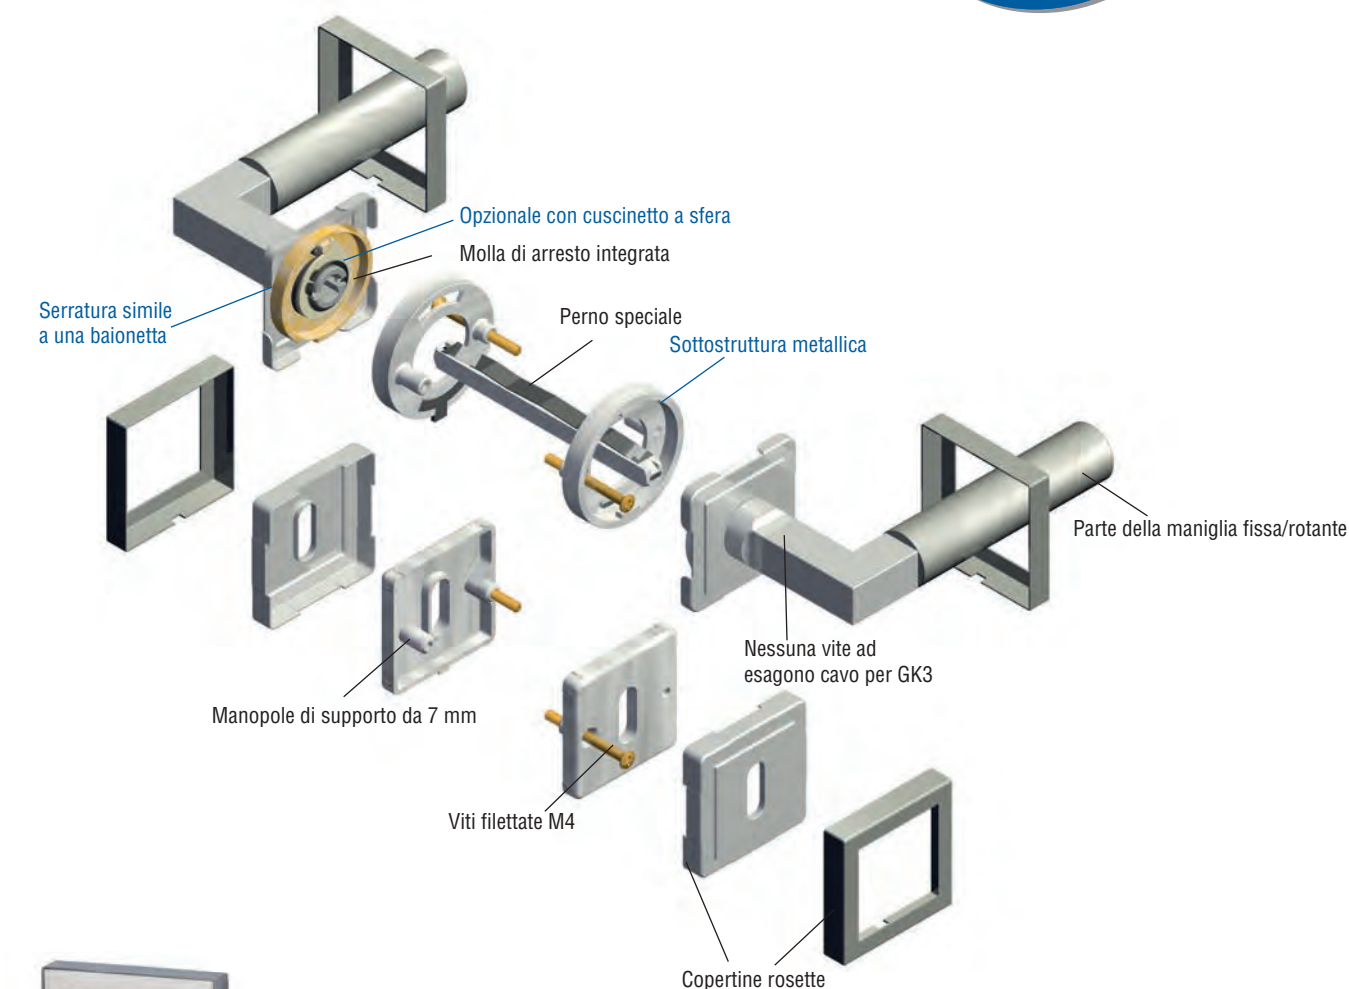 Opzionale con cuscinetto a sfera
Molla di arresto integrata
Serratura simile
a una baionetta
Perno speciale
Sottostruttura metallica
Parte della maniglia fissa/rotante
Nessuna vite ad
esagono cavo per GK3
Manopole di supporto da 7 mm
Viti filettate M4
Copertine rosette